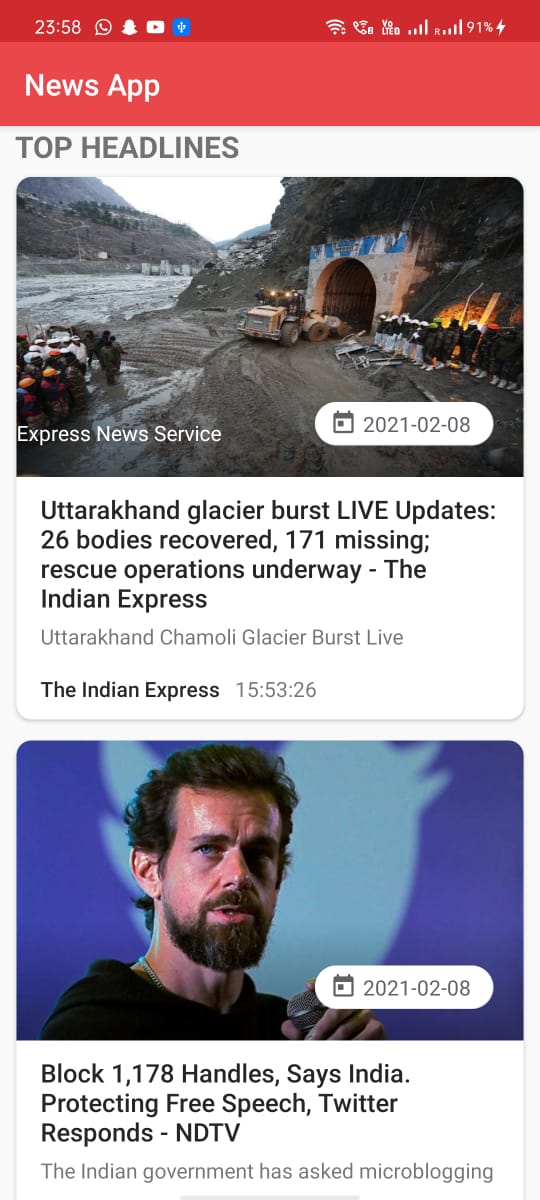 23:58
Vo
LTED
R
91%
News App
TOP HEADLINES
Express News Service
2021-02-08
Uttarakhand glacier burst LIVE Updates:
26 bodies recovered, 171 missing;
rescue operations underway - The
Indian Express
Uttarakhand Chamoli Glacier Burst Live
The Indian Express 15:53:26
2021-02-08
Block 1,178 Handles, Says India.
Protecting Free Speech, Twitter
Responds - NDTV
The Indian government has asked microblogging